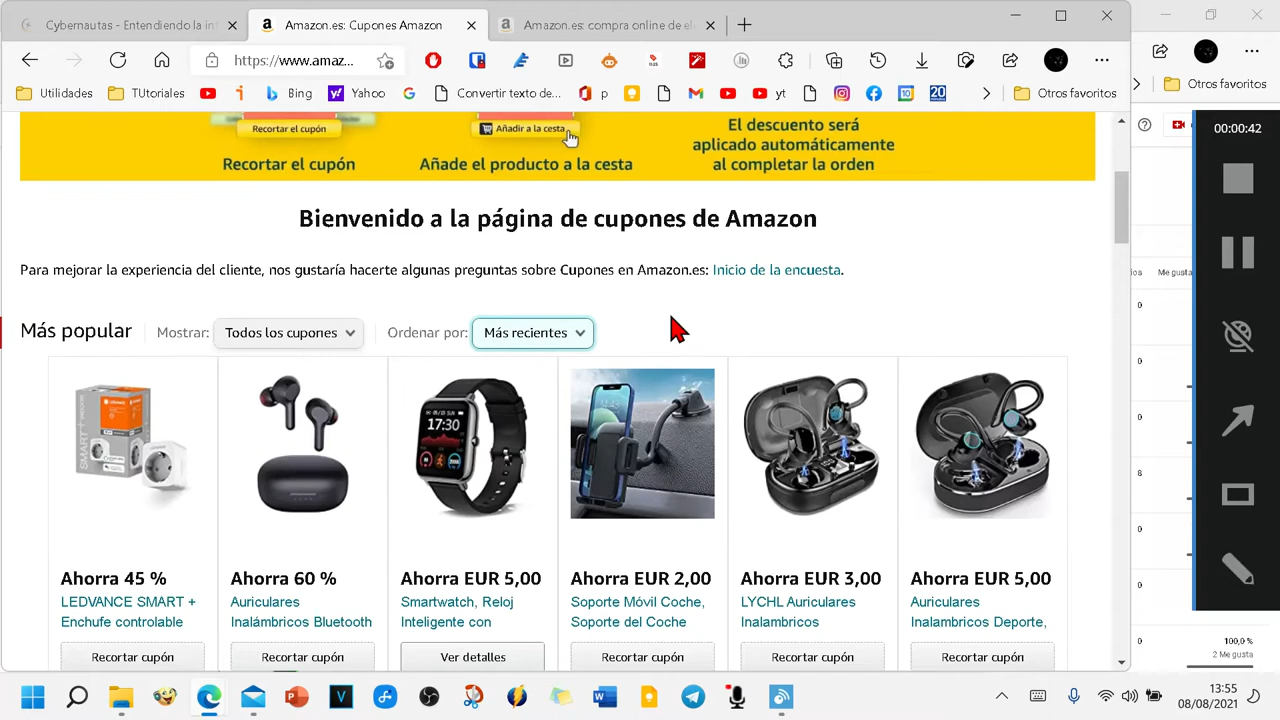 Cybernautas - Entendiendo la in
Amazon.es: Cupones Amazon
Amazon.es: compra online de el
https://www.amaz...
Utilidades
TUtoriales
Bing
Yahoo
Convertir texto de...
p
yt
20
Otros favoritos
Otros favoritos
Recortar el cupón
Añadir a la cesta
El descuento será
aplicado automáticamente
al completar la orden
Recortar el cupón
Añade el producto a la cesta
00:00:42
Bienvenido a la página de cupones de Amazon
Para mejorar la experiencia del cliente, nos gustaría hacerte algunas preguntas sobre Cupones en Amazon.es: Inicio de la encuesta.
Me gusta
Más popular
Mostrar:
Todos los cupones
Ordenar por:
Más recientes
SMART+
17:30
Ahorra 45 %
Ahorra 60 %
Ahorra EUR 5,00
Ahorra EUR 2,00
Ahorra EUR 3,00
Ahorra EUR 5,00
LEDVANCE SMART +
Enchufe controlable
Auriculares
Inalámbricos Bluetooth
Smartwatch, Reloj
Inteligente con
Soporte Móvil Coche,
Soporte del Coche
LYCHL Auriculares
Inalambricos
Auriculares
Inalambricos Deporte,
Recortar cupón
Recortar cupón
Ver detalles
Recortar cupón
Recortar cupón
Recortar cupón
100,0 %
2 Me gusta
13:55
08/08/2021